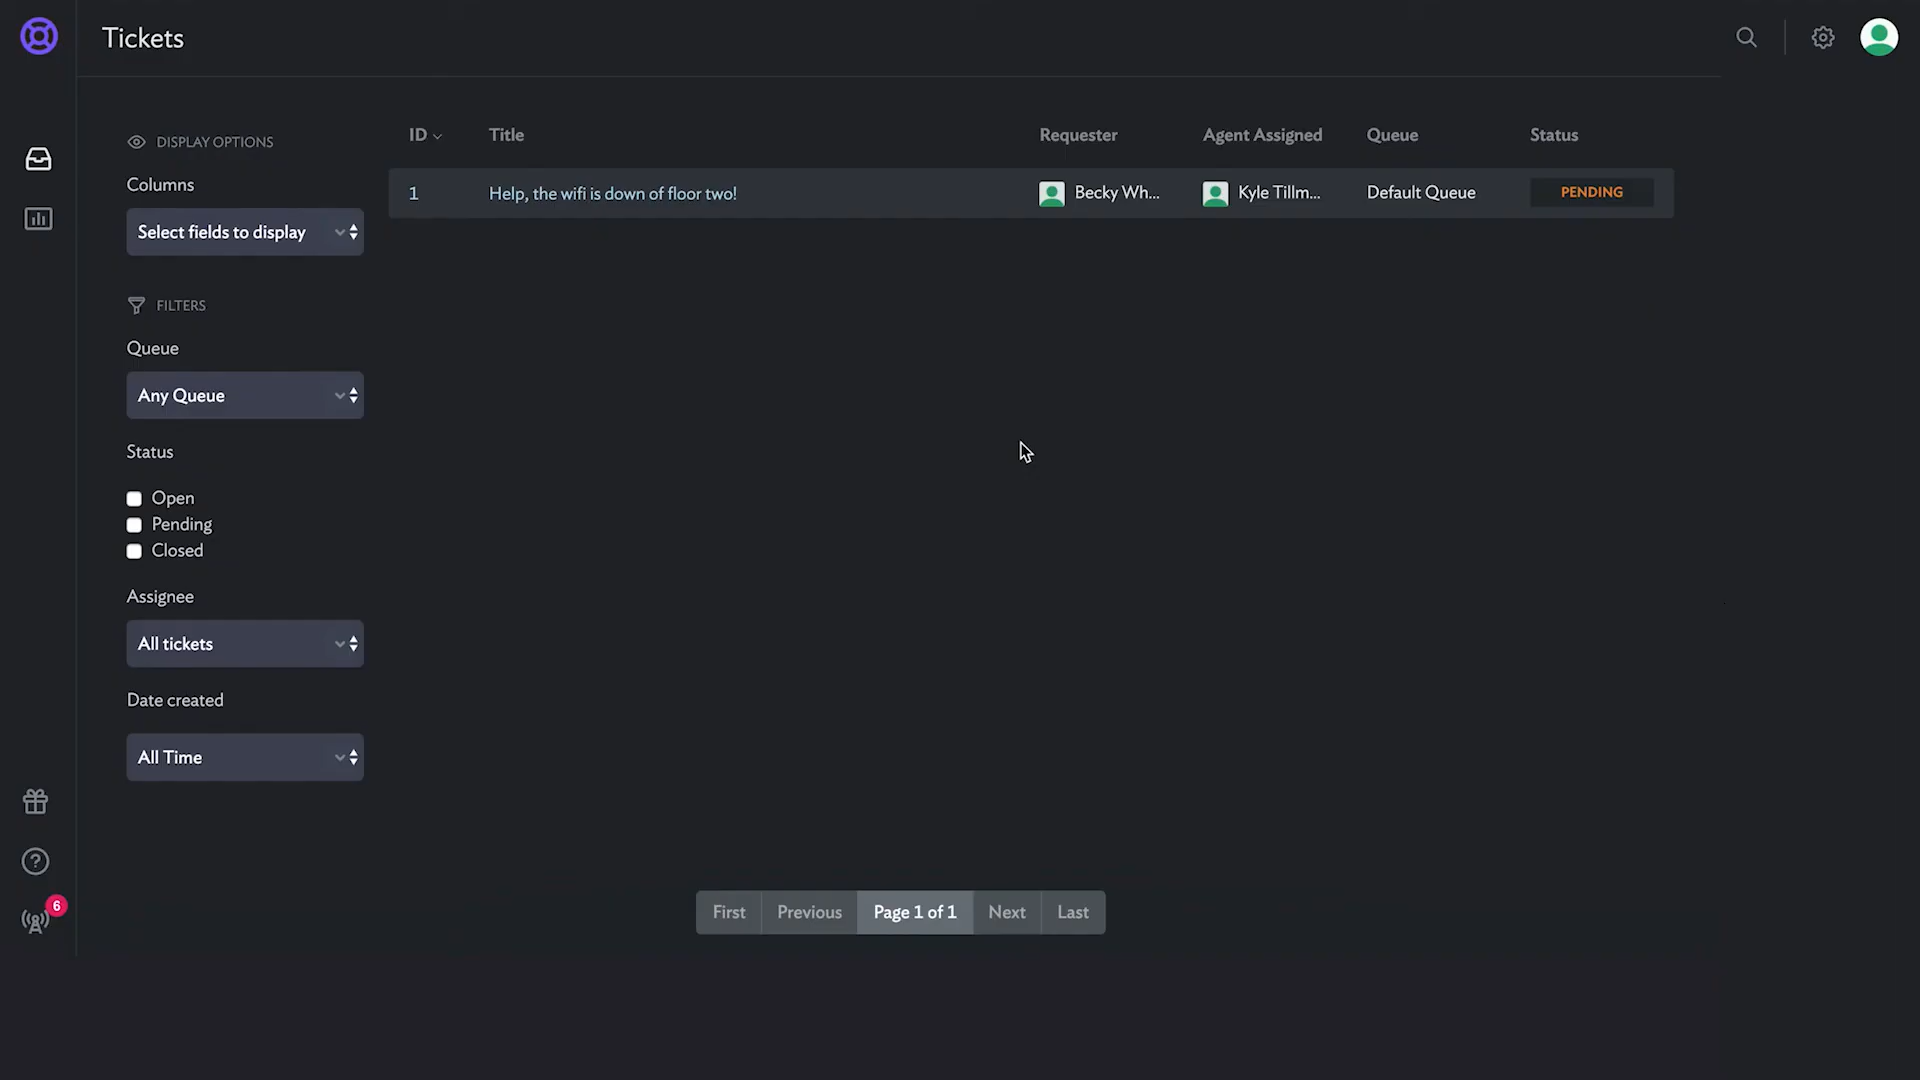 Tickets
DISPLAY OPTIONS
Columns
Select fields to display
FILTERS
Queue
Any Queue
Status
Open
Pending
Closed
Assignee
All tickets
Date created
All Time
6
ID Title Requester Agent Assigned Queue Status
1 Help, the wifi is down of floor two! Becky Wh... Kyle Tillm... Default Queue PENDING
First Previous Page 1 of 1 Next Last